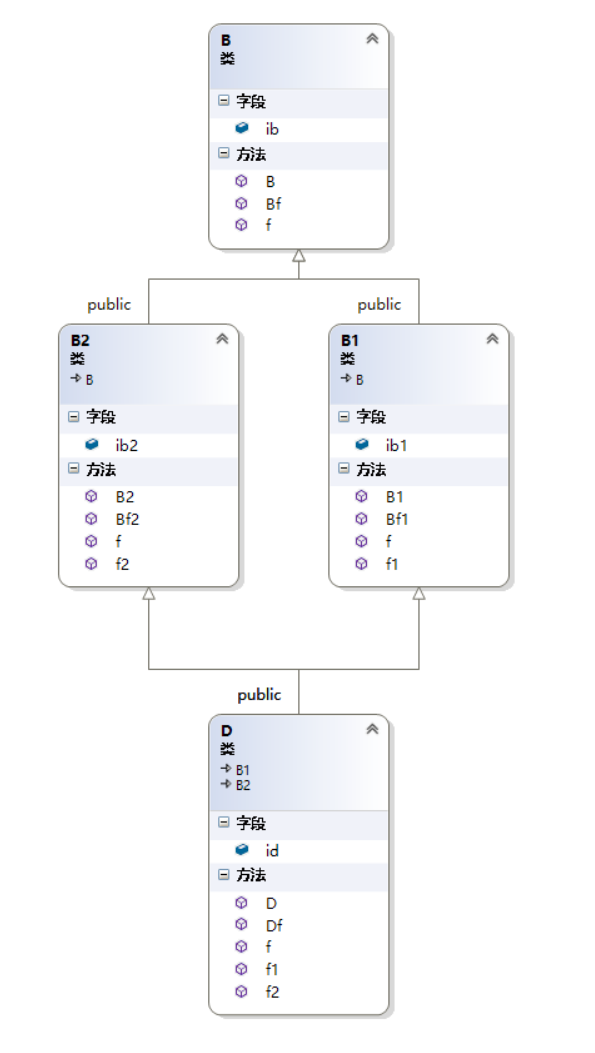 B
类
字段
ib
方法
B
Bf
f
public
public
B2
类
B
字段
ib2
方法
B2
Bf2
f
f2
B1
类
B
字段
ib1
方法
B1
Bf1
f
f1
public
D
类
B1
B2
字段
id
方法
D
Df
f
f1
f2